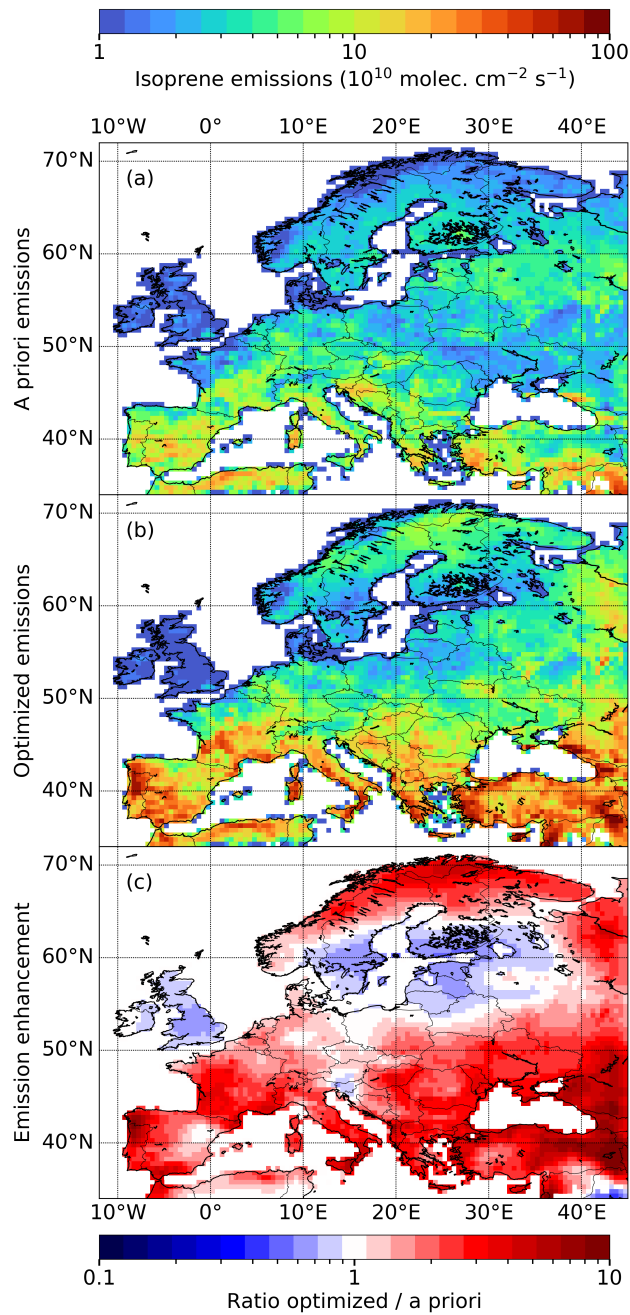 1 10 100
Isoprene emissions (10¹⁰ molec. cm⁻² s⁻¹)
10°W 0° 10°E 20°E 30°E 40°E
A priori emissions
(a)
70°N
60°N
50°N
40°N
Optimized emissions
(b)
70°N
60°N
50°N
40°N
Emission enhancement
(c)
70°N
60°N
50°N
40°N
10°W 0° 10°E 20°E 30°E 40°E
0.1 1 10
Ratio optimized / a priori